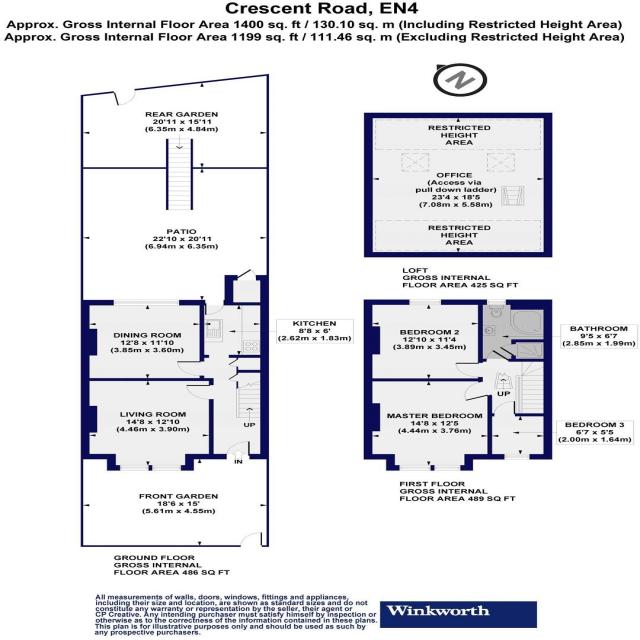 Crescent Road, EN4
Approx. Gross Internal Floor Area 1400 sq. ft / 130.10 sq. m (Including Restricted Height Area)
Approx. Gross Internal Floor Area 1199 sq. ft / 111.46 sq. m (Excluding Restricted Height Area)
N
REAR GARDEN
20'11 x 15'11
(6.35m x 4.84m)
PATIO
22'10 x 20'11
(6.94m x 6.35m)
DINING ROOM
12'8 x 11'10
(3.85m x 3.60m)
KITCHEN
8'8 x 6'
(2.62m x 1.83m)
LIVING ROOM
14'8 x 12'10
(4.46m x 3.90m)
UP
IN
FRONT GARDEN
18'6 x 15'
(5.61m x 4.55m)
GROUND FLOOR
GROSS INTERNAL
FLOOR AREA 486 SQ FT
RESTRICTED
HEIGHT
AREA
OFFICE
(Access via
pull down ladder)
23'4 x 18'5
(7.08m x 5.58m)
RESTRICTED
HEIGHT
AREA
LOFT
GROSS INTERNAL
FLOOR AREA 425 SQ FT
BEDROOM 2
12'10 x 11'4
(3.89m x 3.45m)
BATHROOM
9'5 x 6'7
(2.85m x 1.99m)
UP
MASTER BEDROOM
14'8 x 12'5
(4.44m x 3.76m)
BEDROOM 3
6'7 x 5'5
(2.00m x 1.64m)
FIRST FLOOR
GROSS INTERNAL
FLOOR AREA 489 SQ FT
All measurements of walls, doors, windows, fittings and appliances,
including their size and location, are shown as standard sizes and do not
constitute any warranty or representation by the seller, their agent or
CP Creative. Any intending purchaser must satisfy himself by inspection or
otherwise as to the correctness of the information contained in these plans.
This plan is for illustrative purposes only and should be used as such by
any prospective purchasers.
Winkworth